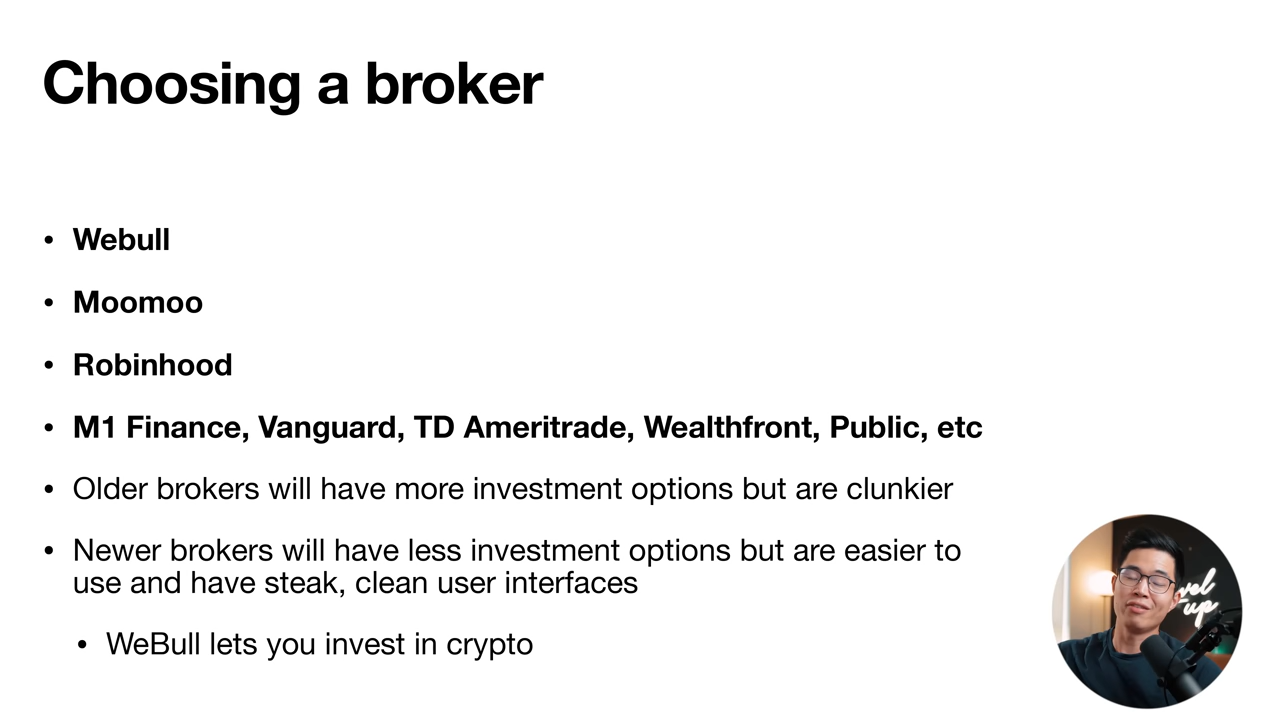 Choosing a broker
• Webull
• Moomoo
• Robinhood
• M1 Finance, Vanguard, TD Ameritrade, Wealthfront, Public, etc
• Older brokers will have more investment options but are clunkier
• Newer brokers will have less investment options but are easier to
use and have steak, clean user interfaces
• WeBull lets you invest in crypto
up